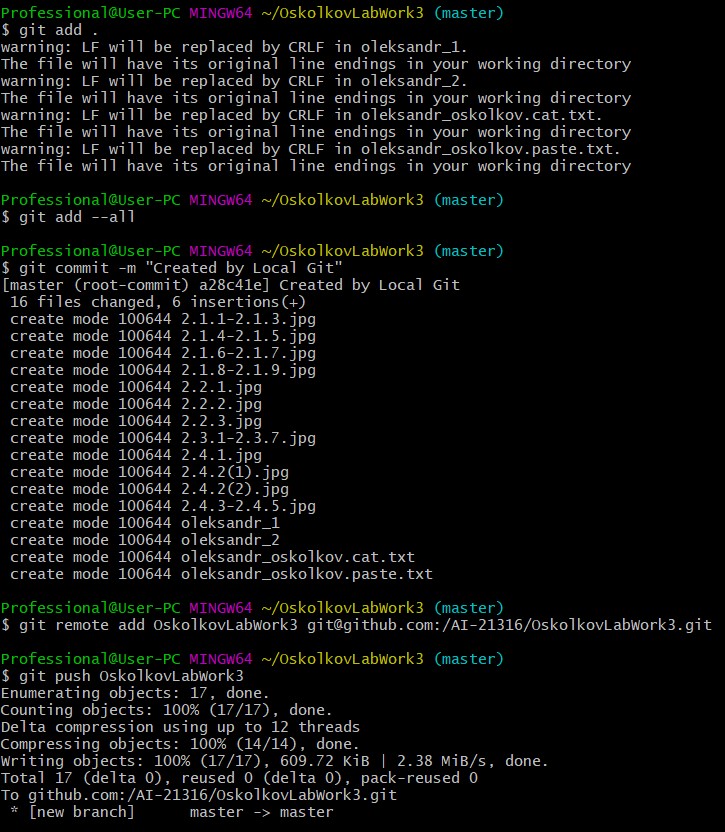 Professional@User-PC MINGW64 ~/OskolkovLabWork3 (master)
$ git add .
warning: LF will be replaced by CRLF in oleksandr_1.
The file will have its original line endings in your working directory
warning: LF will be replaced by CRLF in oleksandr_2.
The file will have its original line endings in your working directory
warning: LF will be replaced by CRLF in oleksandr_oskolkov.cat.txt.
The file will have its original line endings in your working directory
warning: LF will be replaced by CRLF in oleksandr_oskolkov.paste.txt.
The file will have its original line endings in your working directory
Professional@User-PC MINGW64 ~/OskolkovLabWork3 (master)
$ git add --all
Professional@User-PC MINGW64 ~/OskolkovLabWork3 (master)
$ git commit -m "Created by Local Git"
[master (root-commit) a28c41e] Created by Local Git
16 files changed, 6 insertions(+)
create mode 100644 2.1.1-2.1.3.jpg
create mode 100644 2.1.4-2.1.5.jpg
create mode 100644 2.1.6-2.1.7.jpg
create mode 100644 2.1.8-2.1.9.jpg
create mode 100644 2.2.1.jpg
create mode 100644 2.2.2.jpg
create mode 100644 2.2.3.jpg
create mode 100644 2.3.1-2.3.7.jpg
create mode 100644 2.4.1.jpg
create mode 100644 2.4.2(1).jpg
create mode 100644 2.4.2(2).jpg
create mode 100644 2.4.3-2.4.5.jpg
create mode 100644 oleksandr_1
create mode 100644 oleksandr_2
create mode 100644 oleksandr_oskolkov.cat.txt
create mode 100644 oleksandr_oskolkov.paste.txt
Professional@User-PC MINGW64 ~/OskolkovLabWork3 (master)
$ git remote add OskolkovLabWork3 git@github.com:/AI-21316/OskolkovLabWork3.git
Professional@User-PC MINGW64 ~/OskolkovLabWork3 (master)
$ git push OskolkovLabWork3
Enumerating objects: 17, done.
Counting objects: 100% (17/17), done.
Delta compression using up to 12 threads
Compressing objects: 100% (14/14), done.
Writing objects: 100% (17/17), 609.72 KiB | 2.38 MiB/s, done.
Total 17 (delta 0), reused 0 (delta 0), pack-reused 0
To github.com:/AI-21316/OskolkovLabWork3.git
* [new branch]      master -> master